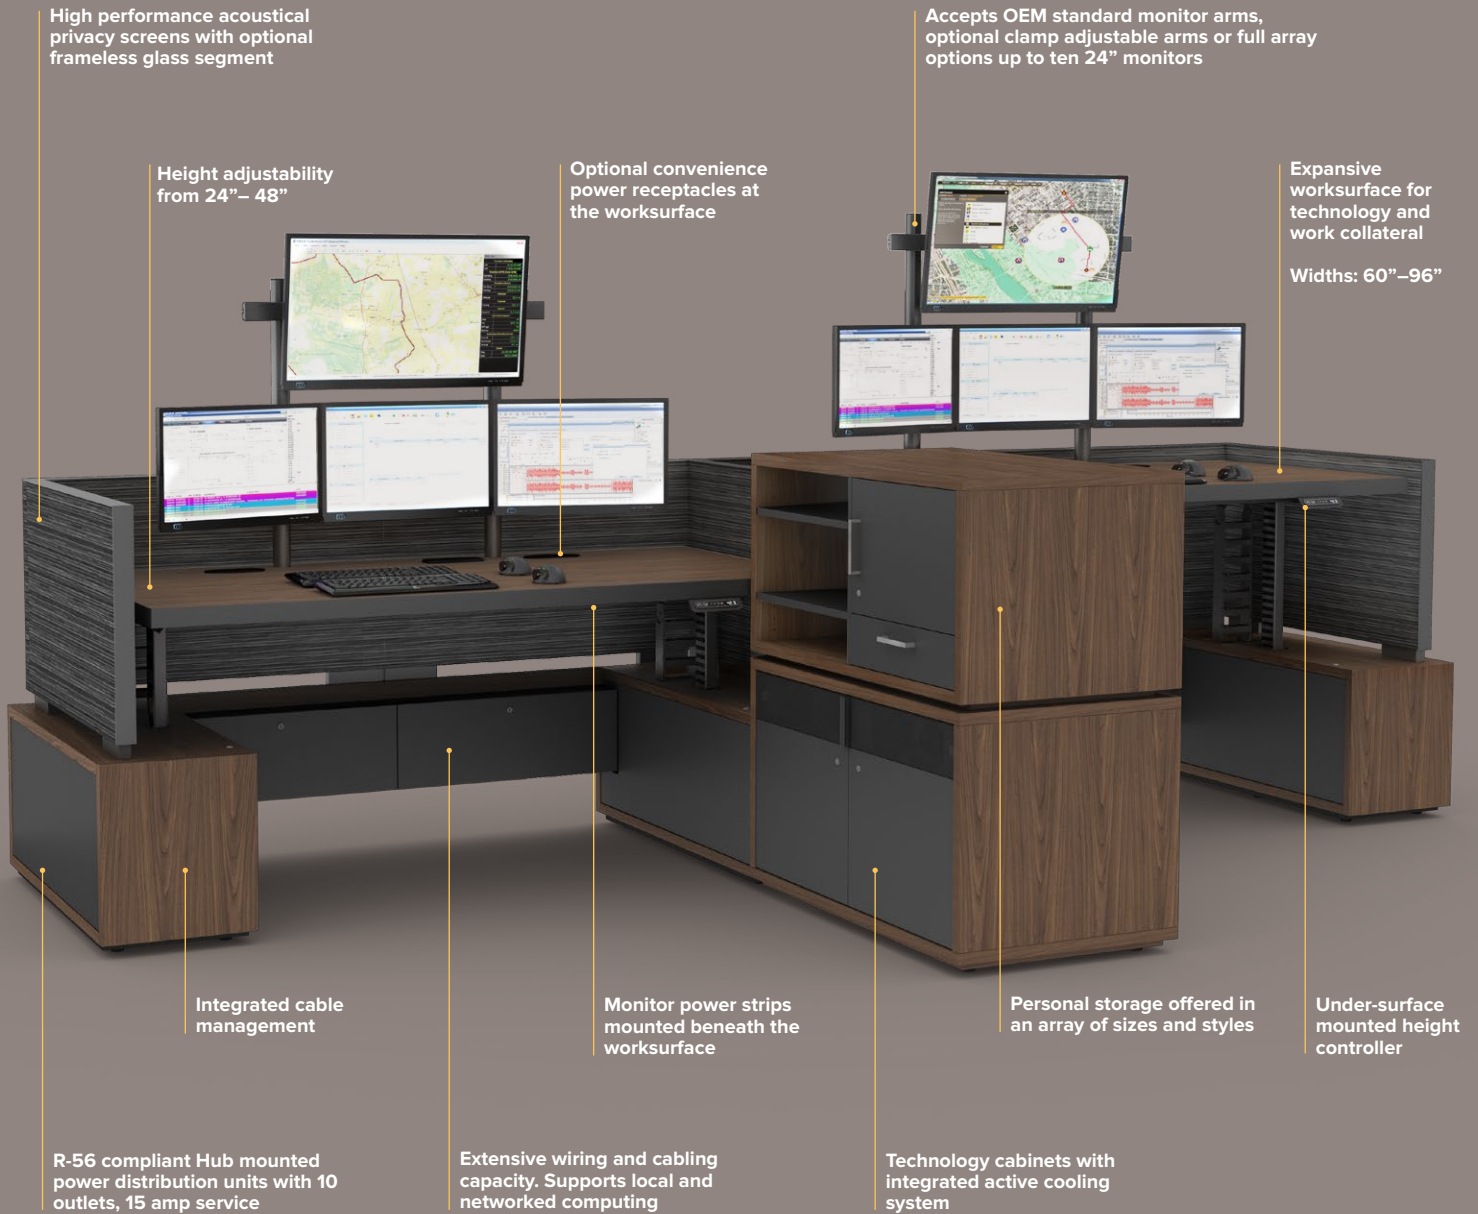 High performance acoustical
privacy screens with optional
frameless glass segment
Accepts OEM standard monitor arms,
optional clamp adjustable arms or full array
options up to ten 24” monitors
Height adjustability
from 24”– 48”
Optional convenience
power receptacles at
the worksurface
Expansive
worksurface for
technology and
work collateral
Widths: 60”–96”
Integrated cable
management
Monitor power strips
mounted beneath the
worksurface
Personal storage offered in
an array of sizes and styles
Under-surface
mounted height
controller
R-56 compliant Hub mounted
power distribution units with 10
outlets, 15 amp service
Extensive wiring and cabling
capacity. Supports local and
networked computing
Technology cabinets with
integrated active cooling
system